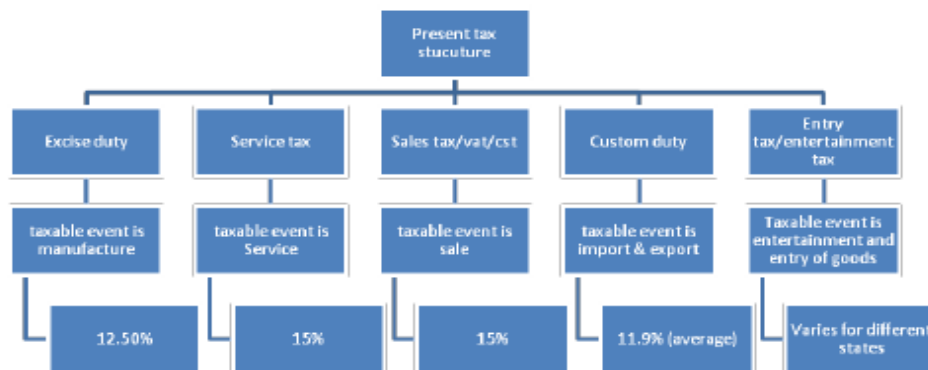 Present tax
stucuture
Excise duty
Service tax
Sales tax/vat/cst
Custom duty
Entry
tax/entertainment
tax
taxable event is
manufacture
taxable event is
Service
taxable event is
sale
taxable event is
import & export
Taxable event is
entertainment and
entry of goods
12.50%
15%
15%
11.9% (average)
Varies for different
states